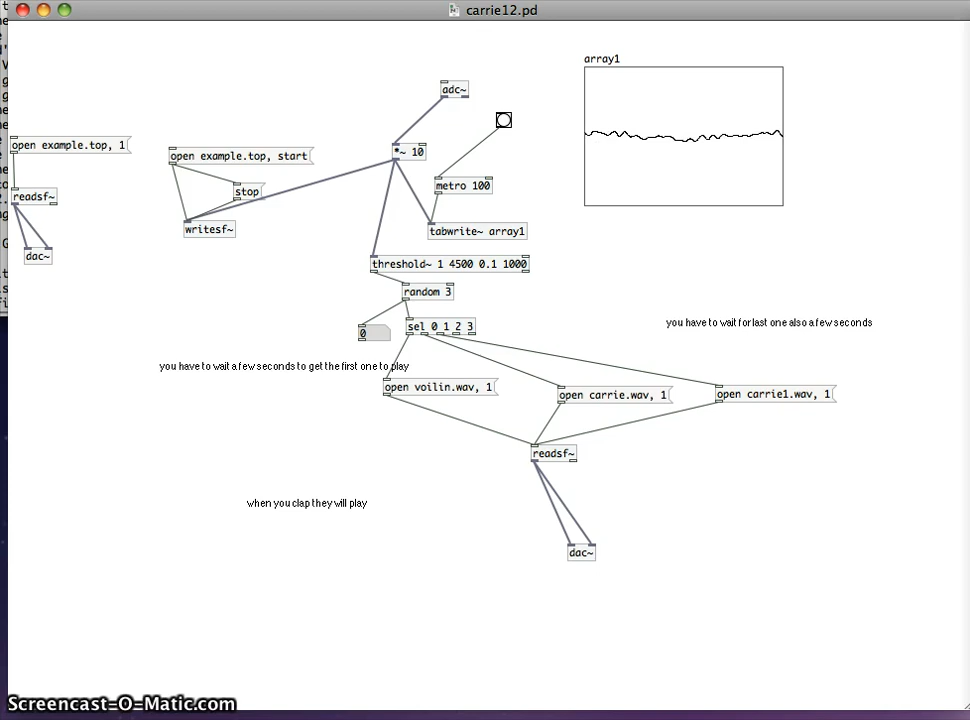 carrie12.pd
array1
adc~
open example.top, 1
*~ 10
open example.top, start
metro 100
stop
readsf~
writesf~
tabwrite~ array1
dac~
threshold~ 1 4500 0.1 1000
random 3
0
sel 0 1 2 3
you have to wait for last one also a few seconds
you have to wait a few seconds to get the first one to play
open voilin.wav, 1
open carrie.wav, 1
open carrie1.wav, 1
readsf~
when you clap they will play
dac~
Screencast-O-Matic.com